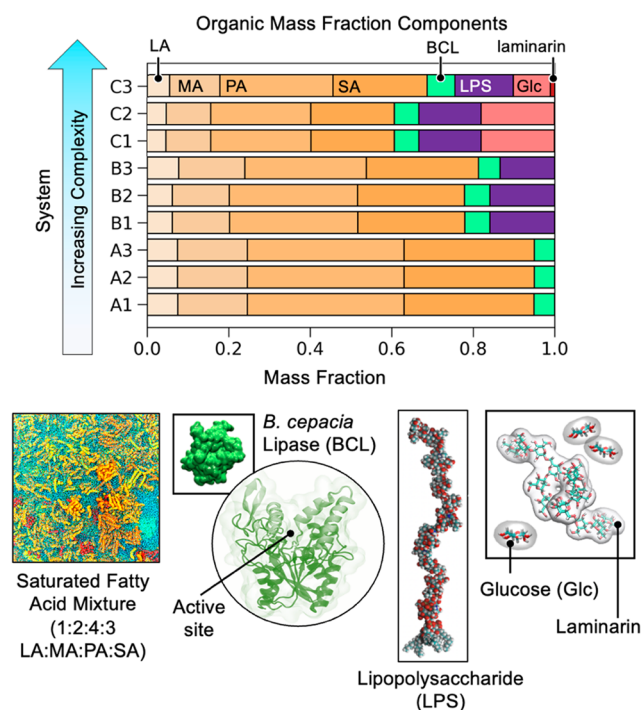 Organic Mass Fraction Components
LA
BCL
laminarin
System
Increasing Complexity
C3
MA
PA
SA
LPS
Glc
C2
C1
B3
B2
B1
A3
A2
A1
0.0
0.2
0.4
0.6
0.8
1.0
Mass Fraction
B. cepacia
Lipase (BCL)
Active
site
Saturated Fatty
Acid Mixture
(1:2:4:3
LA:MA:PA:SA)
Lipopolysaccharide
(LPS)
Glucose (Glc)
Laminarin